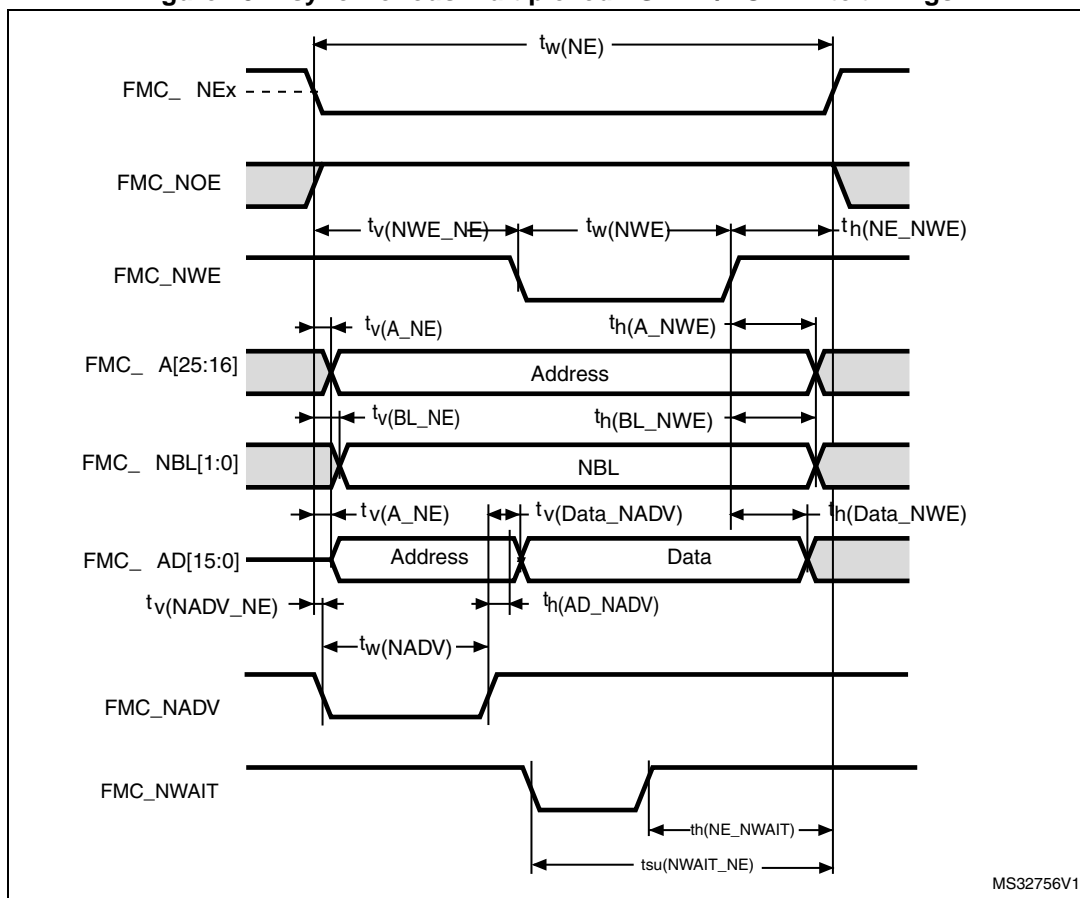 tw(NE)
FMC_ NEx
FMC_NOE
tv(NWE_NE) tw(NWE) th(NE_NWE)
FMC_NWE
tv(A_NE) th(A_NWE)
FMC_ A[25:16] Address
tv(BL_NE) th(BL_NWE)
FMC_ NBL[1:0] NBL
tv(A_NE) tv(Data_NADV) th(Data_NWE)
FMC_ AD[15:0] Address Data
tv(NADV_NE) th(AD_NADV)
tw(NADV)
FMC_NADV
FMC_NWAIT
th(NE_NWAIT)
tsu(NWAIT_NE)
MS32756V1